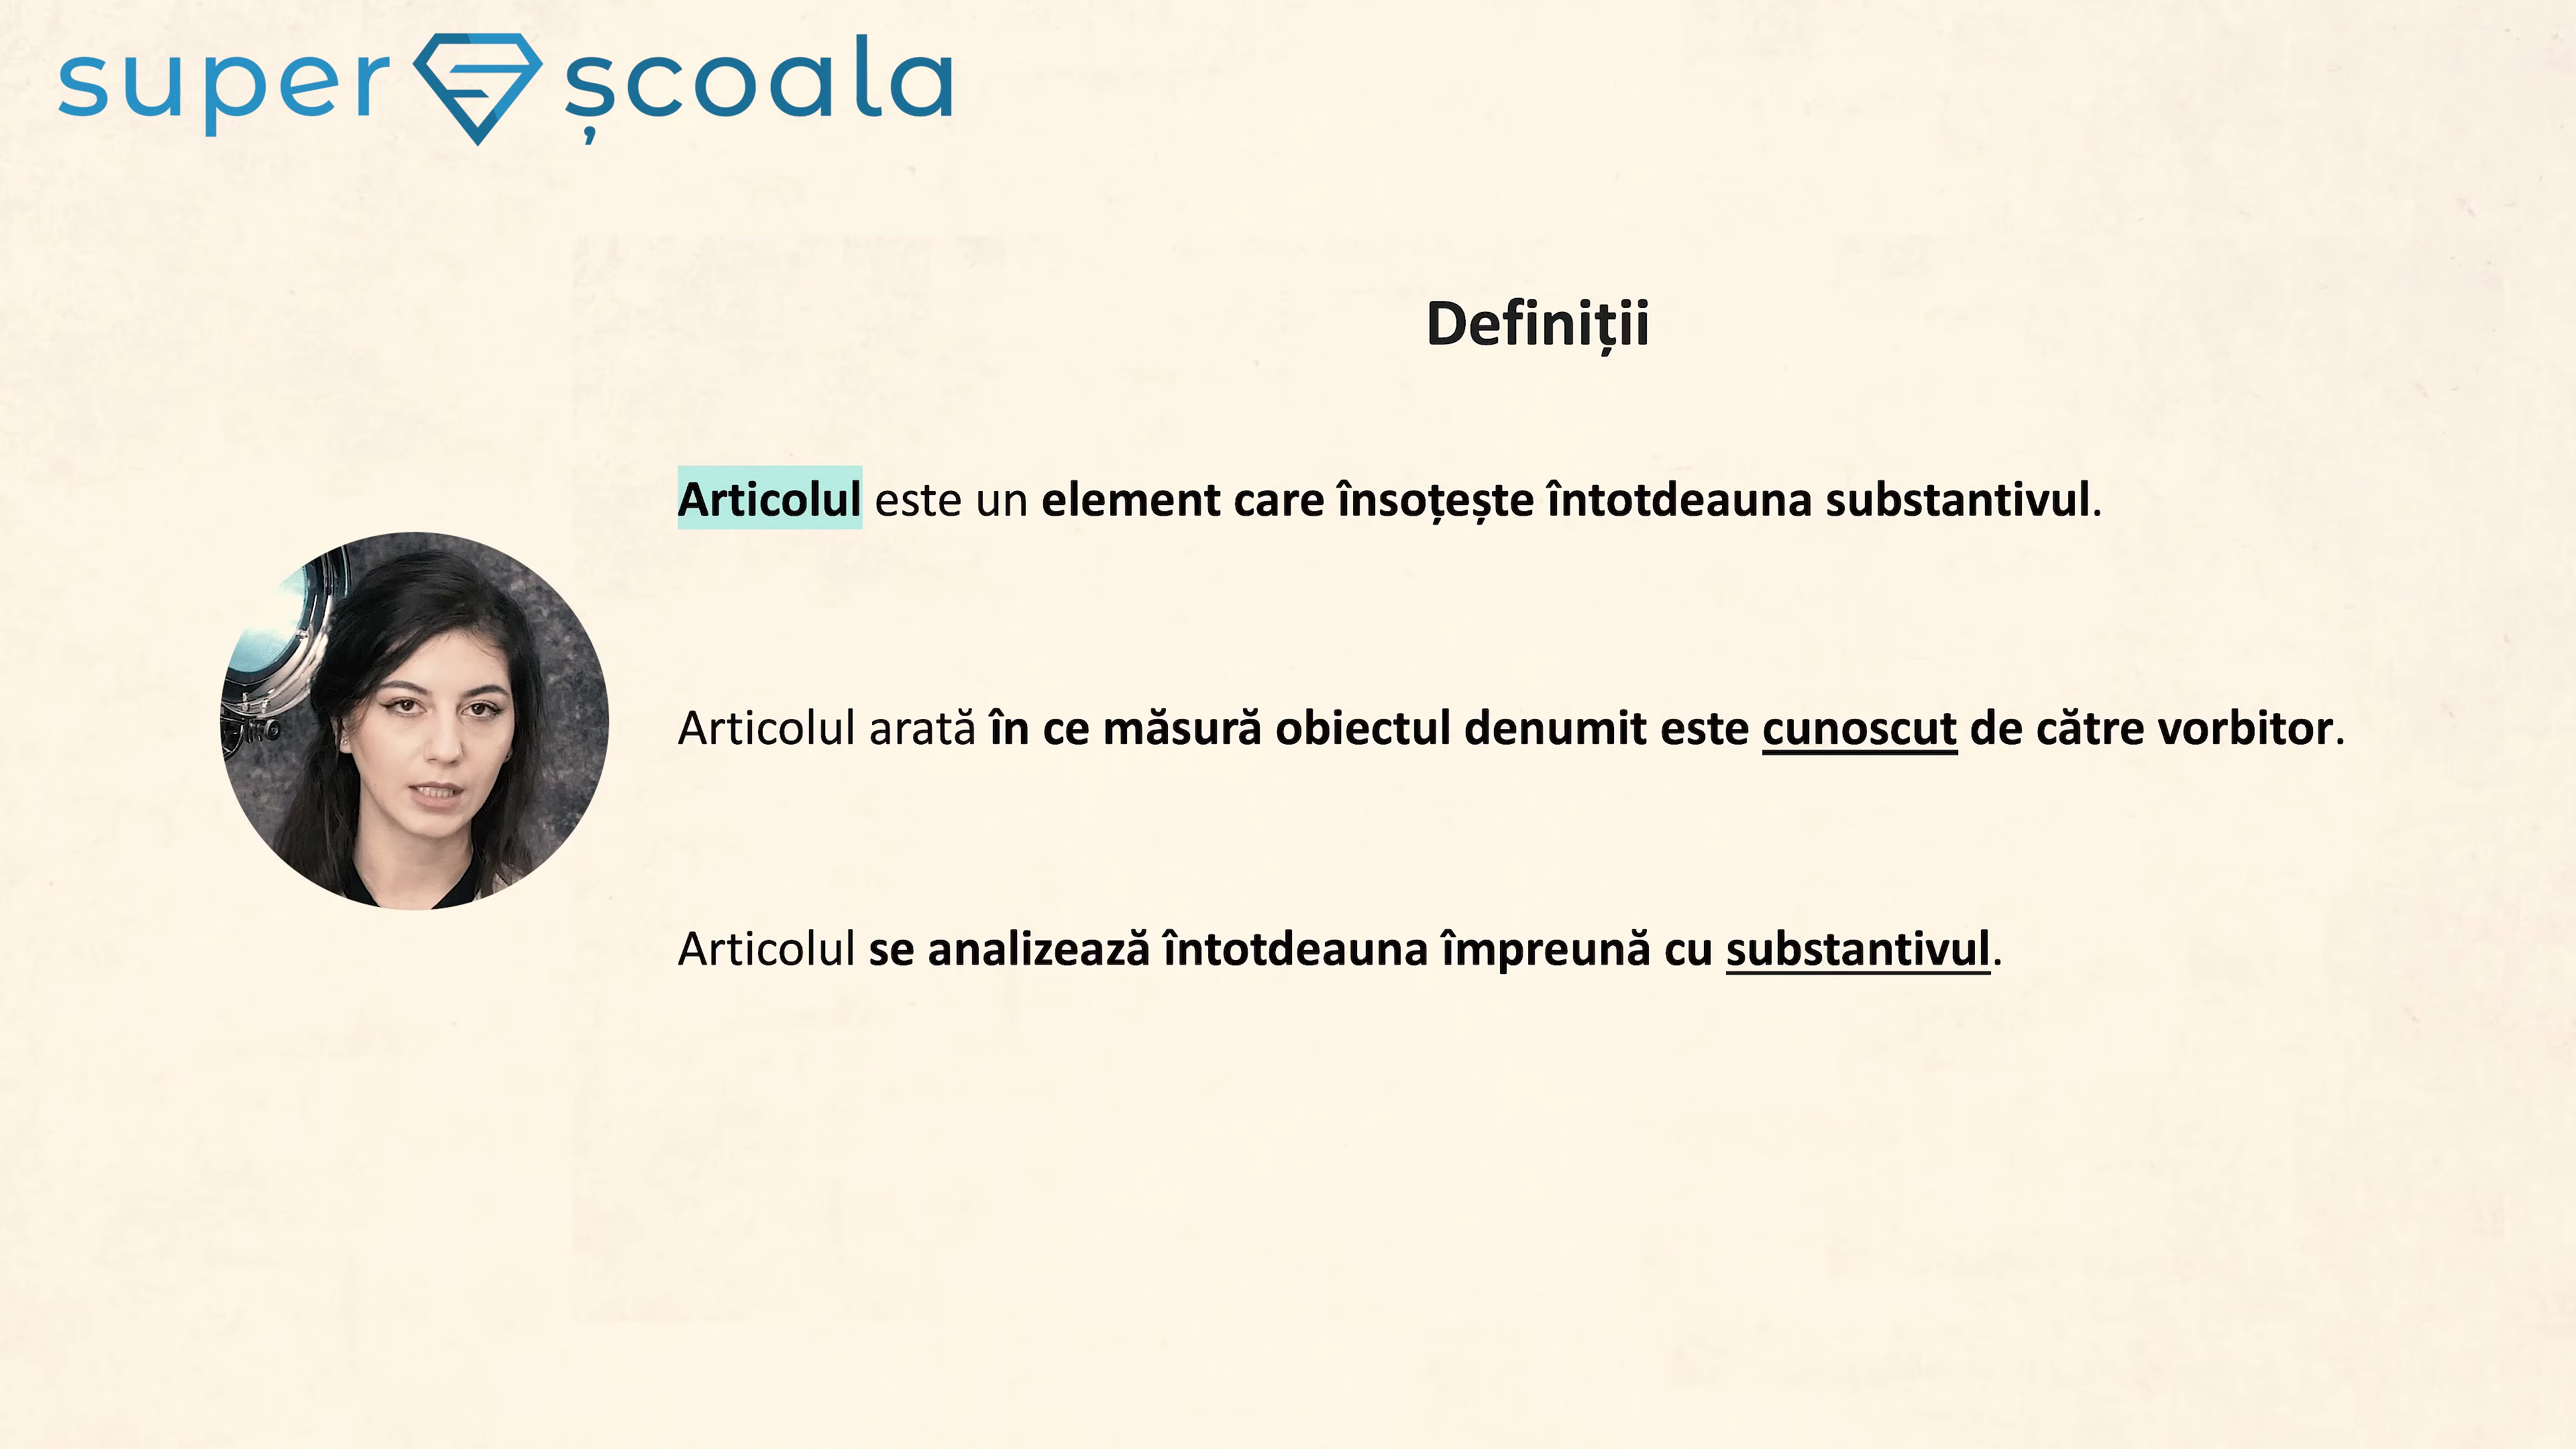 super școala
Definiții
Articolul este un element care însoțește întotdeauna substantivul.
Articolul arată în ce măsură obiectul denumit este cunoscut de către vorbitor.
Articolul se analizează întotdeauna împreună cu substantivul.